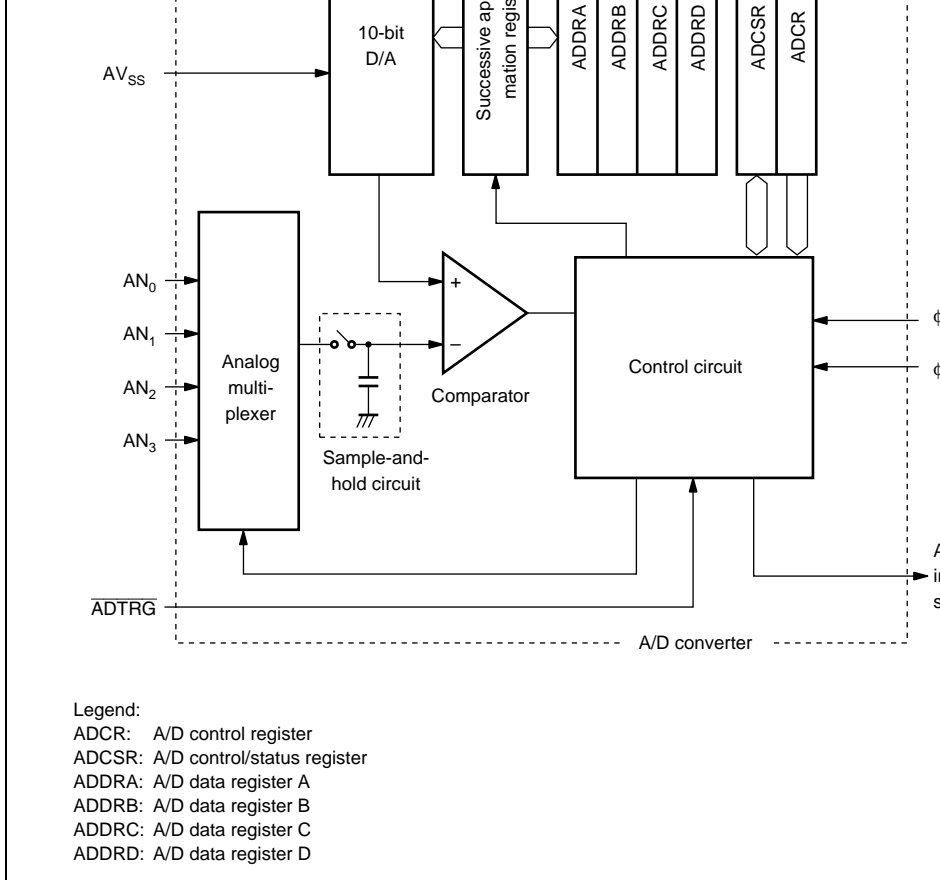 10-bit
D/A
Successive
mation
ADDRA
ADDRB
ADDRC
ADDRD
ADCSR
ADCR
AVSS
AN0
AN1
AN2
AN3
Analog
multi-
plexer
+
−
Comparator
Sample-and-
hold circuit
Control circuit
ADTRG
A/D converter
Legend:
ADCR: A/D control register
ADCSR: A/D control/status register
ADDRA: A/D data register A
ADDRB: A/D data register B
ADDRC: A/D data register C
ADDRD: A/D data register D